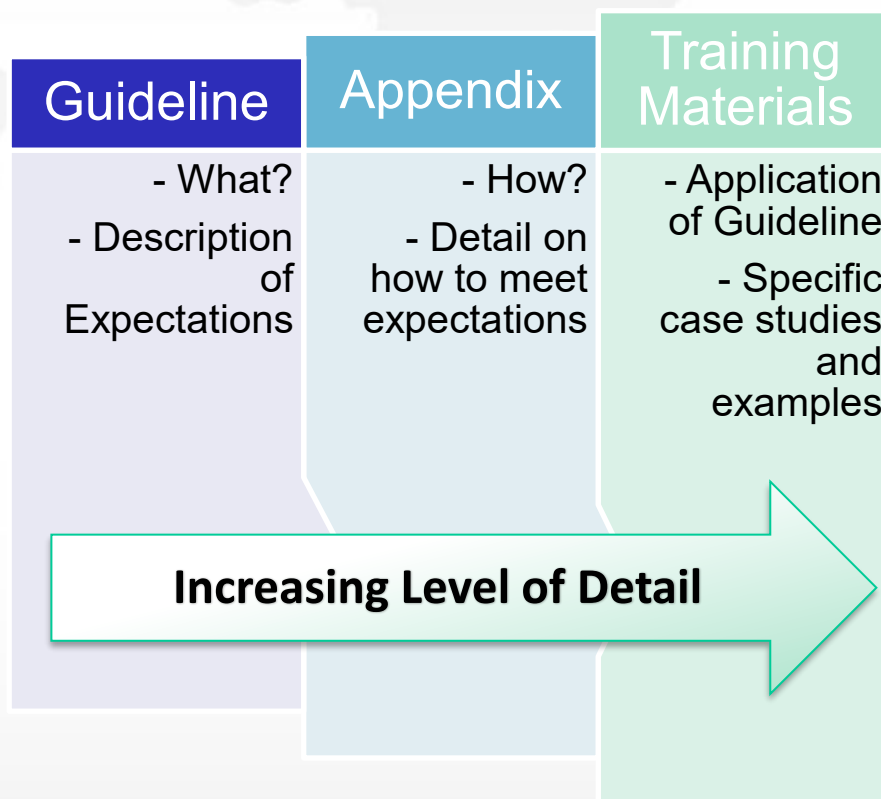 Guideline
- What?
- Description
of
Expectations
Appendix
- How?
- Detail on
how to meet
expectations
Training
Materials
- Application
of Guideline
- Specific
case studies
and
examples
Increasing Level of Detail